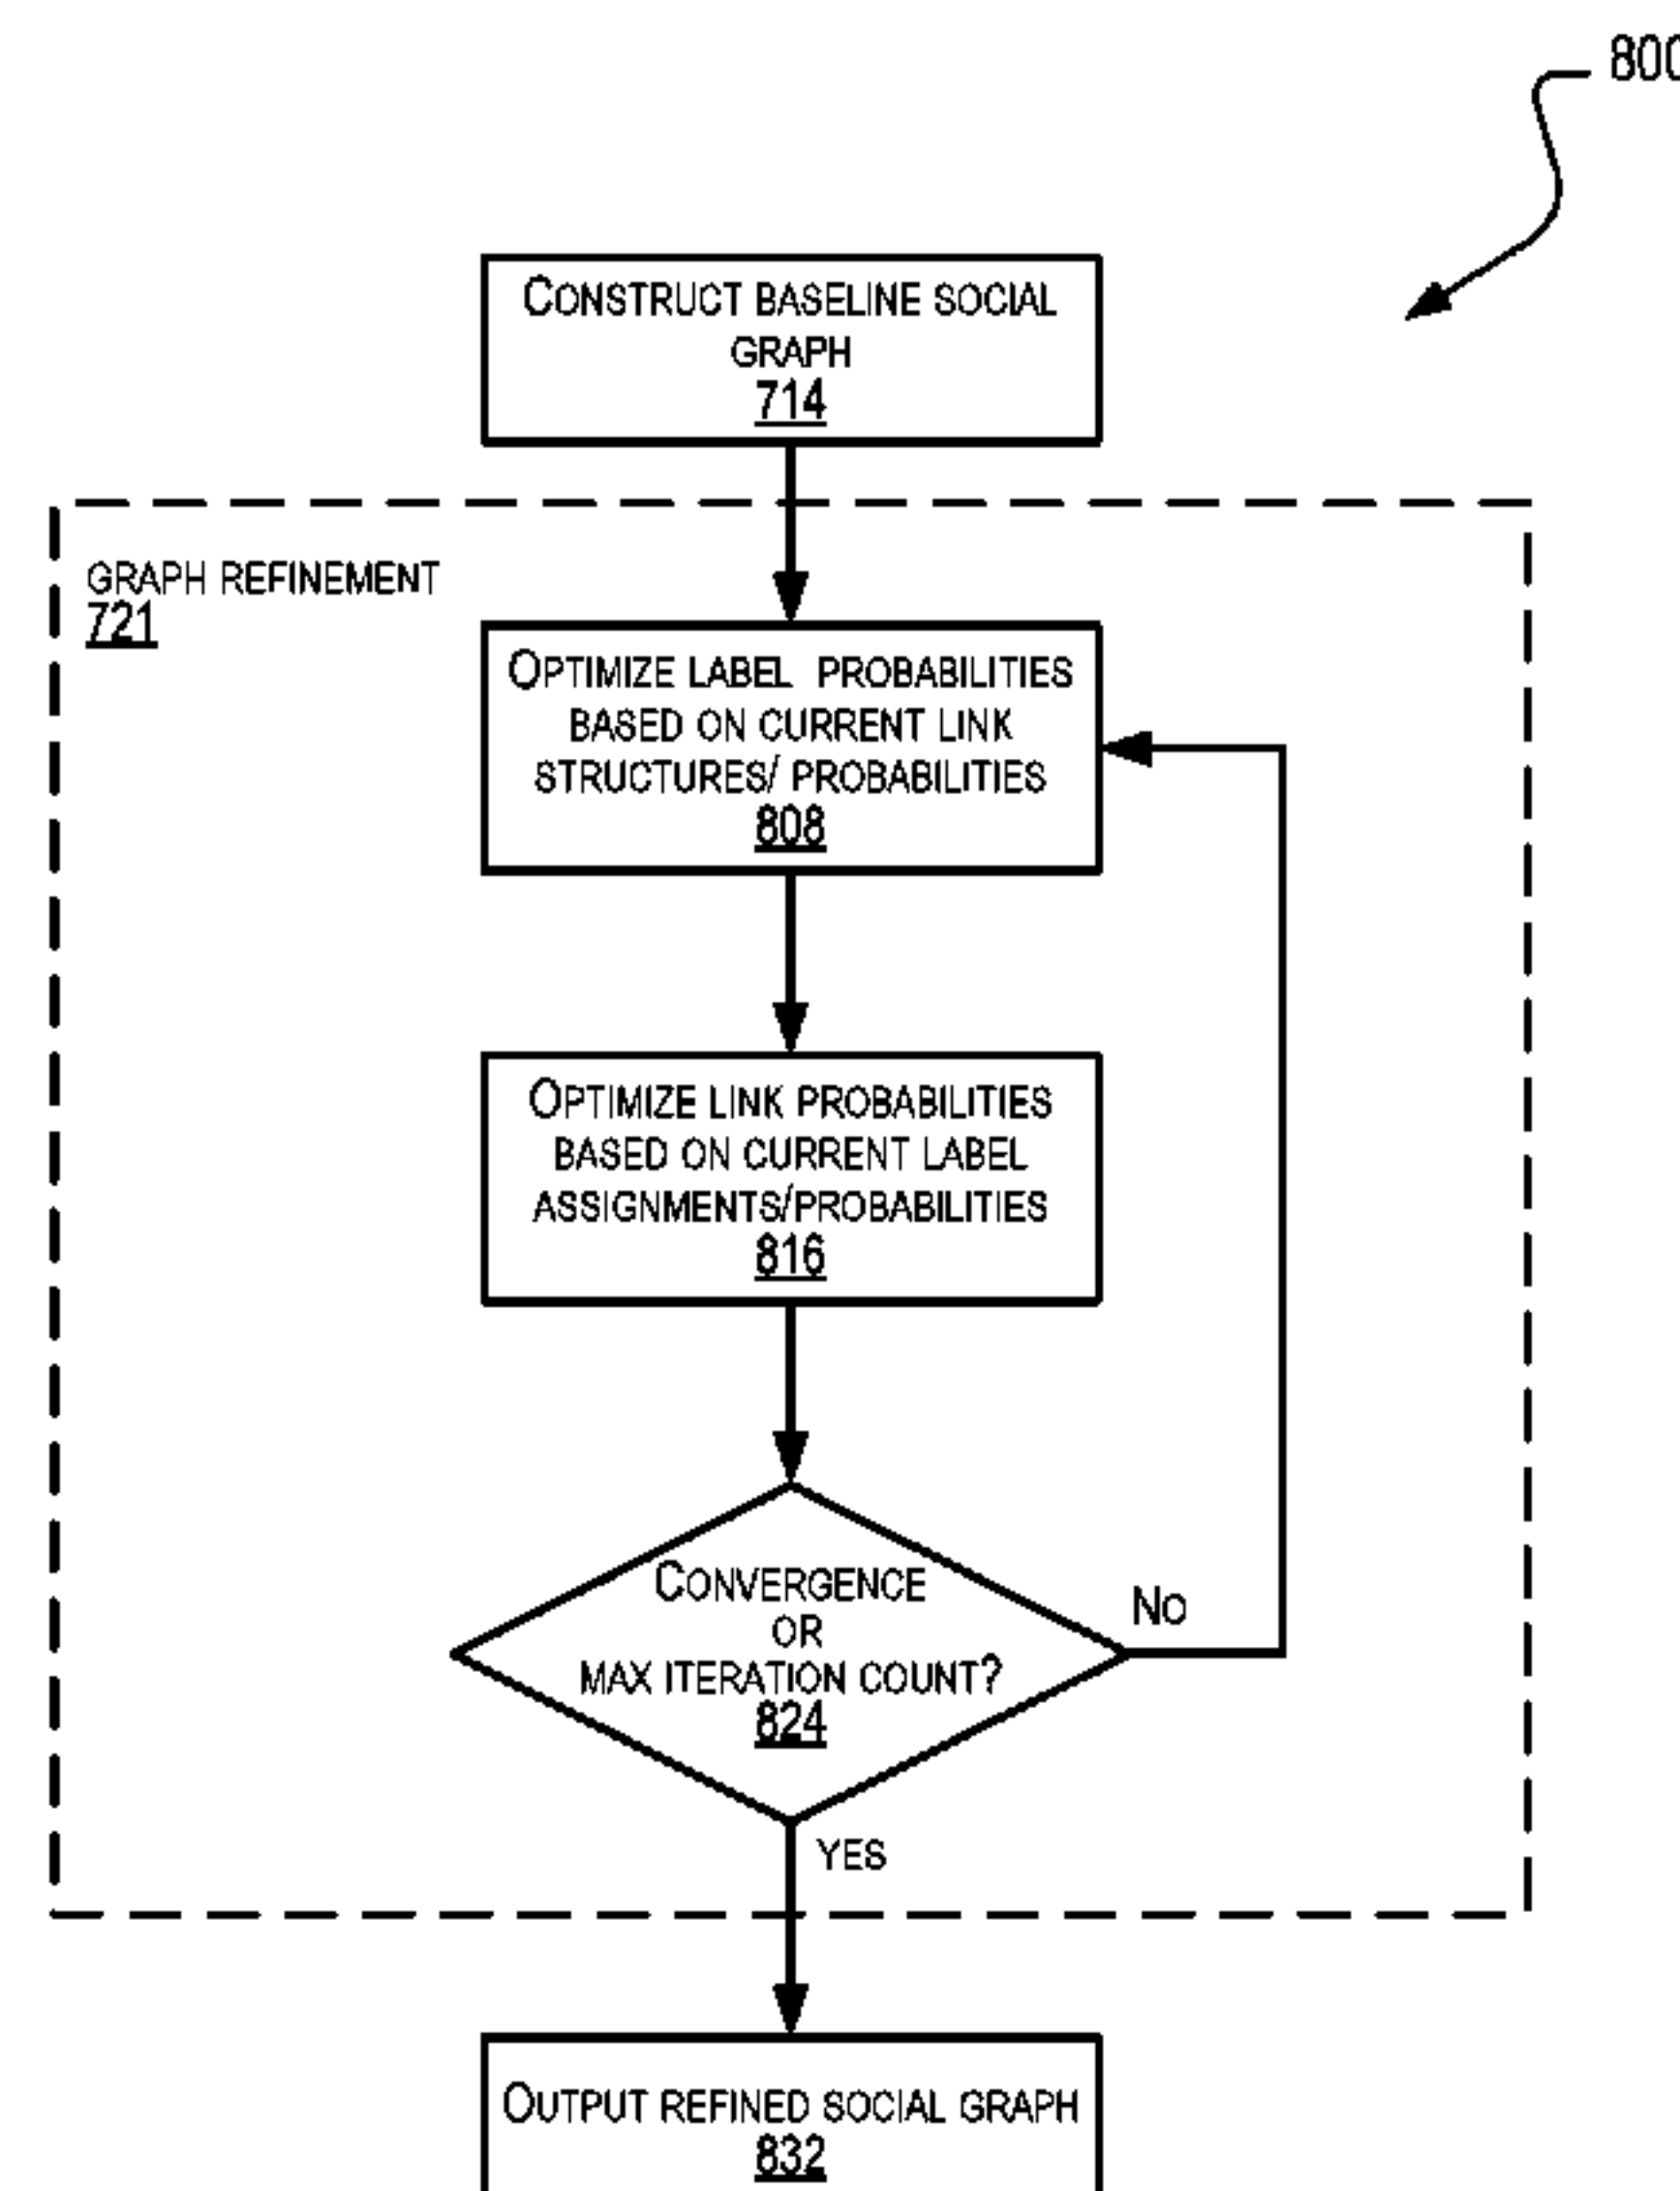 800
CONSTRUCT BASELINE SOCIAL
GRAPH
714
GRAPH REFINEMENT
721
OPTIMIZE LABEL PROBABILITIES
BASED ON CURRENT LINK
STRUCTURES/ PROBABILITIES
808
OPTIMIZE LINK PROBABILITIES
BASED ON CURRENT LABEL
ASSIGNMENTS/PROBABILITIES
816
CONVERGENCE
OR
MAX ITERATION COUNT?
824
NO
YES
OUTPUT REFINED SOCIAL GRAPH
832